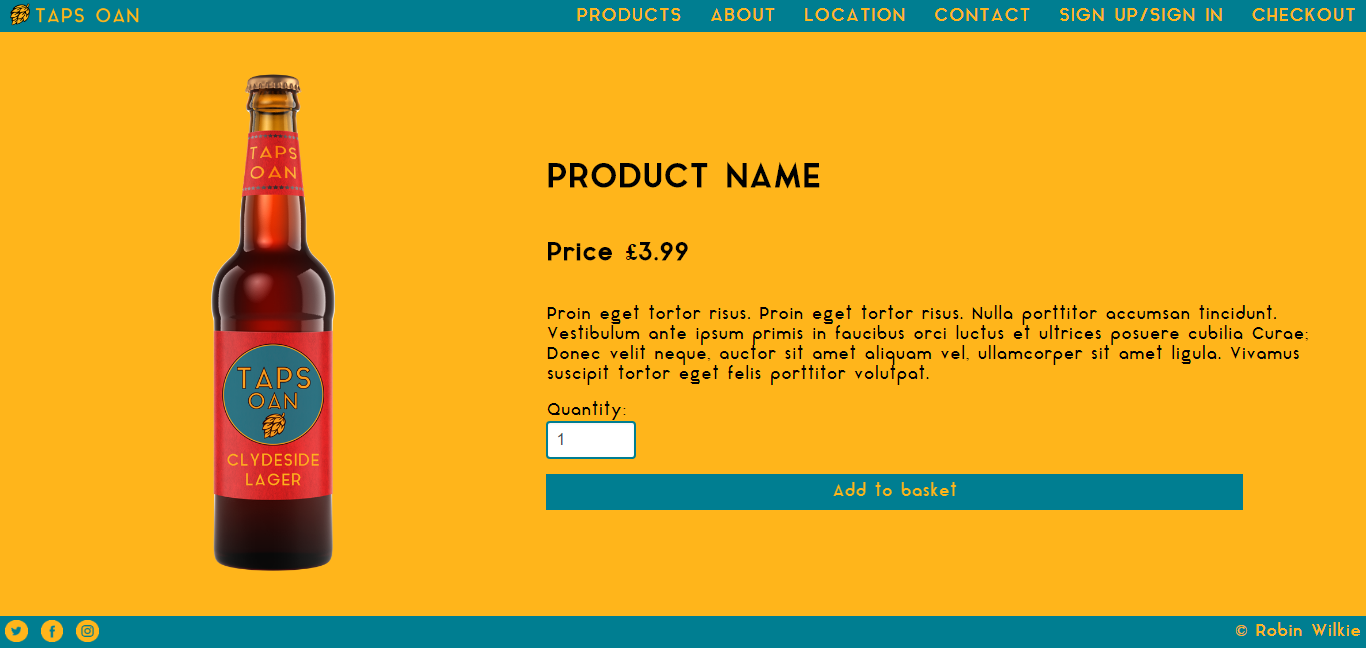 TAPS OAN
PRODUCTS ABOUT LOCATION CONTACT SIGN UP/SIGN IN CHECKOUT
TAPS
OAN
TAPS
OAN
CLYDESIDE
LAGER
PRODUCT NAME
Price £3.99
Proin eget tortor risus. Proin eget tortor risus. Nulla porttitor accumsan tincidunt.
Vestibulum ante ipsum primis in faucibus orci luctus et ultrices posuere cubilia Curae;
Donec velit neque, auctor sit amet aliquam vel, ullamcorper sit amet ligula. Vivamus
suscipit tortor eget felis porttitor volutpat.
Quantity:
1
Add to basket
© Robin Wilkie